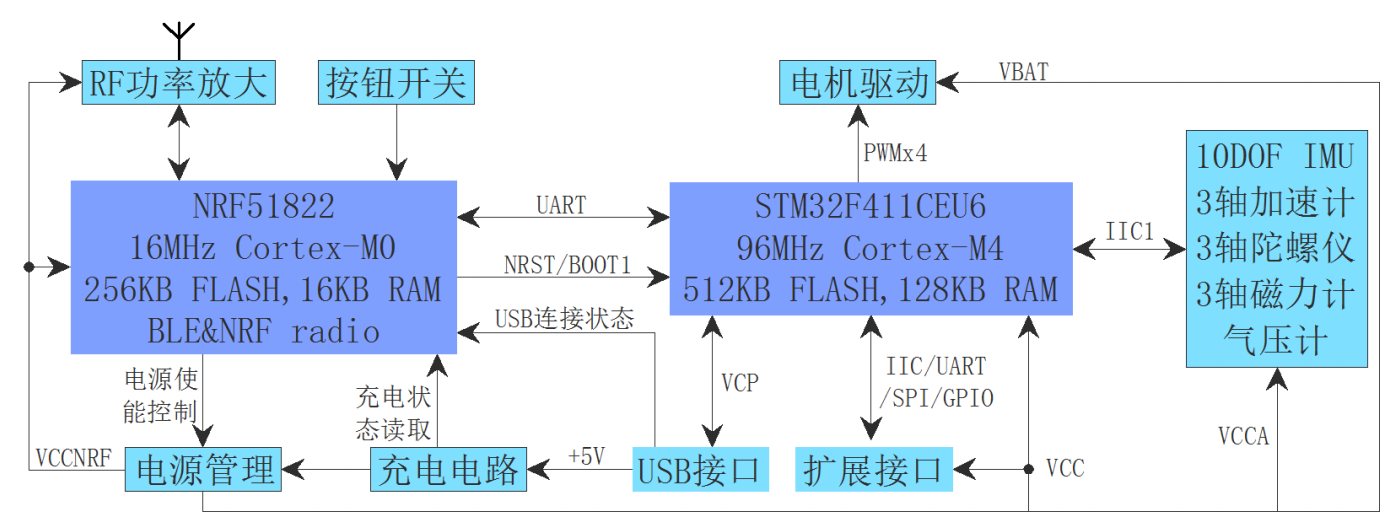 RF功率放大
按钮开关
电机驱动
VBAT
PWMx4
10DOF IMU
3轴加速计
3轴陀螺仪
3轴磁力计
气压计
NRF51822
16MHz Cortex-M0
256KB FLASH,16KB RAM
BLE&NRF radio
UART
NRST/BOOT1
USB连接状态
STM32F411CEU6
96MHz Cortex-M4
512KB FLASH,128KB RAM
IIC1
电源使
能控制
充电状
态读取
VCP
IIC/UART
/SPI/GPIO
VCCA
VCCNRF
电源管理
充电电路
+5V
USB接口
扩展接口
VCC